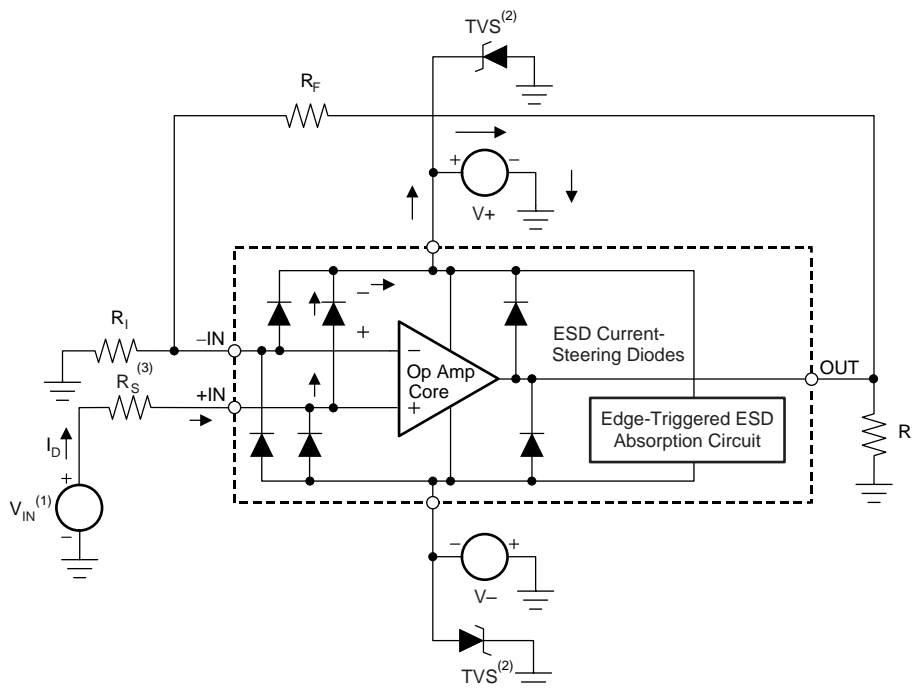 TVS(2)
RF
+ −
V+
−
+
RI
−IN
ESD Current-
Steering Diodes
−
Op Amp
Core
+
OUT
RS(3)
+IN
Edge-Triggered ESD
Absorption Circuit
R
ID
+
VIN(1)
−
− +
V−
TVS(2)